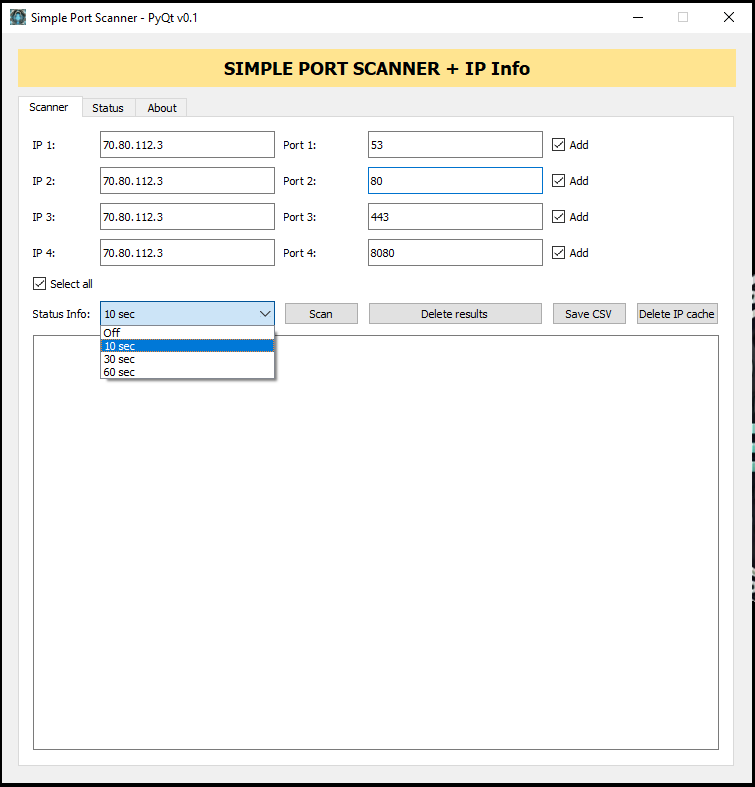 Simple Port Scanner - PyQt v0.1
SIMPLE PORT SCANNER + IP Info
Scanner Status About
IP 1: 70.80.112.3 Port 1: 53 Add
IP 2: 70.80.112.3 Port 2: 80 Add
IP 3: 70.80.112.3 Port 3: 443 Add
IP 4: 70.80.112.3 Port 4: 8080 Add
Select all
Status Info: 10 sec Scan Delete results Save CSV Delete IP cache
Off
10 sec
30 sec
60 sec